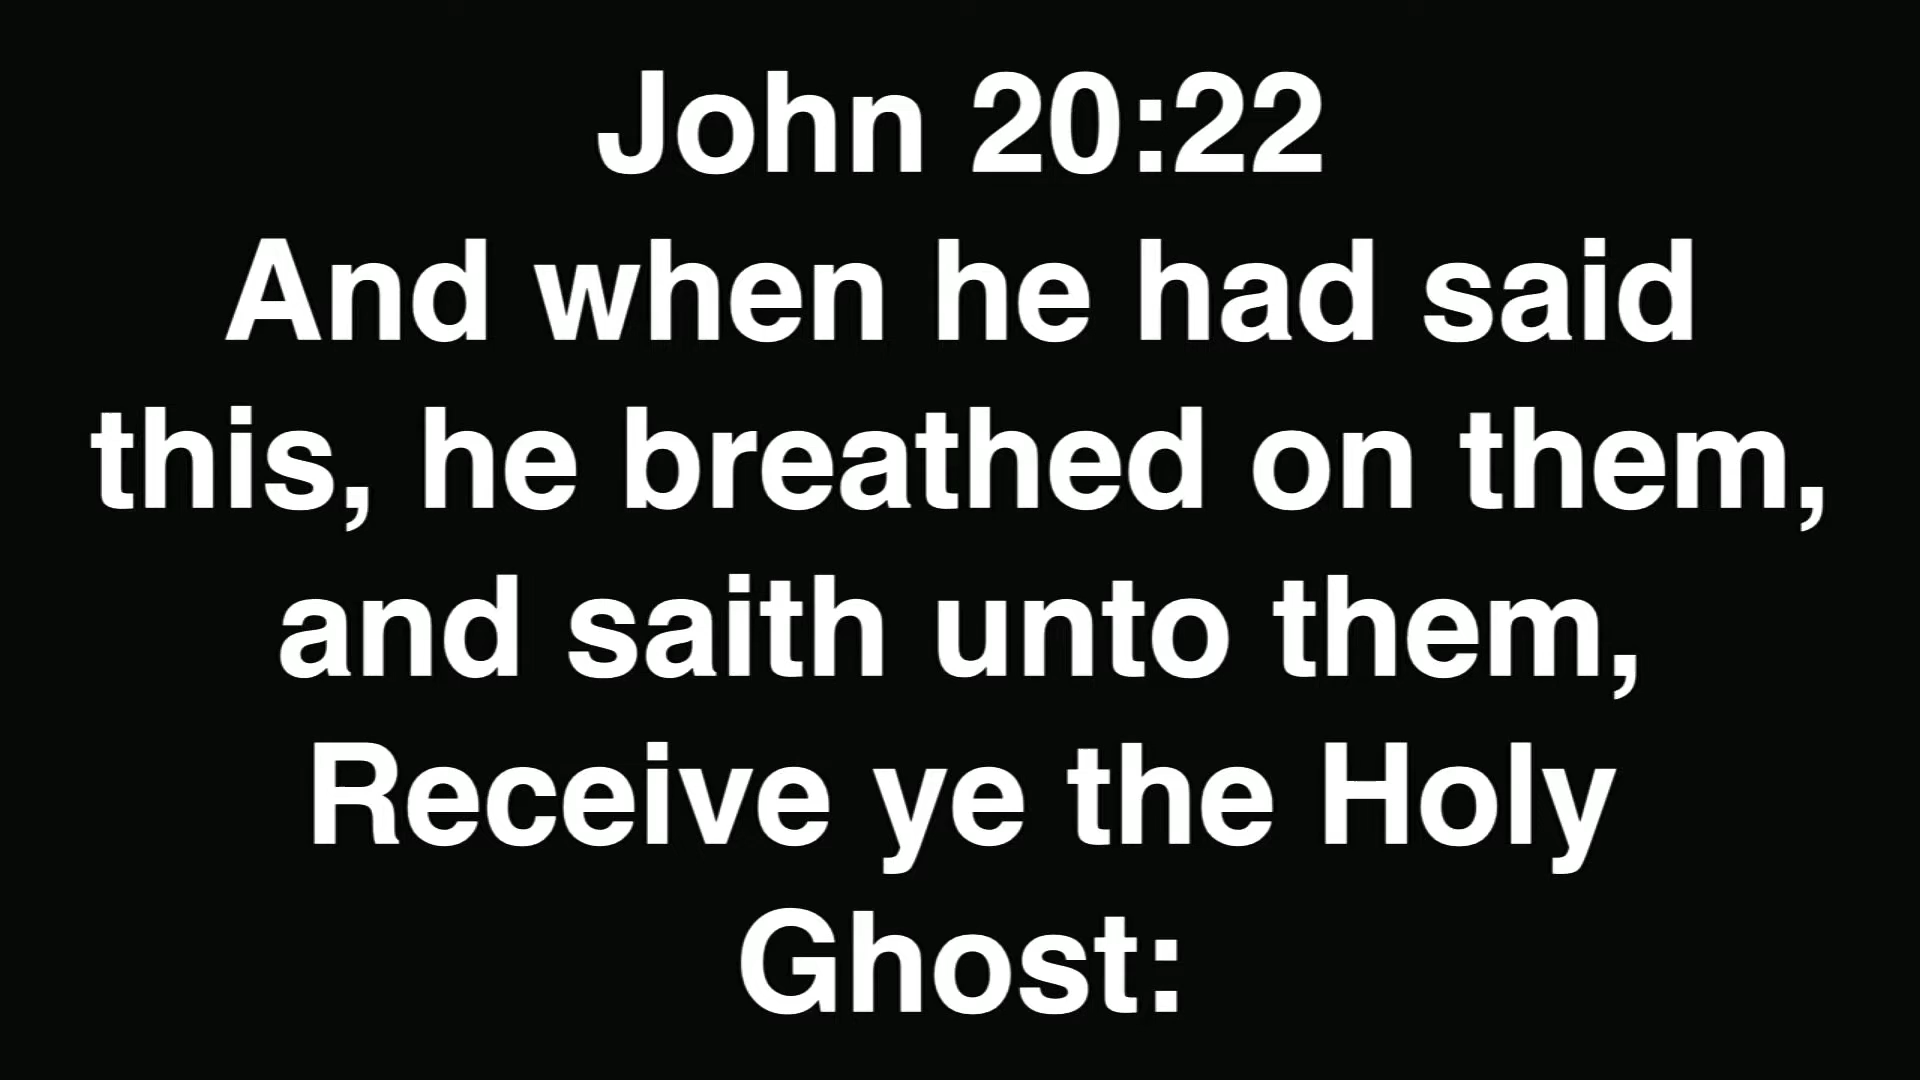 John 20:22
And when he had said
this, he breathed on them,
and saith unto them,
Receive ye the Holy
Ghost: